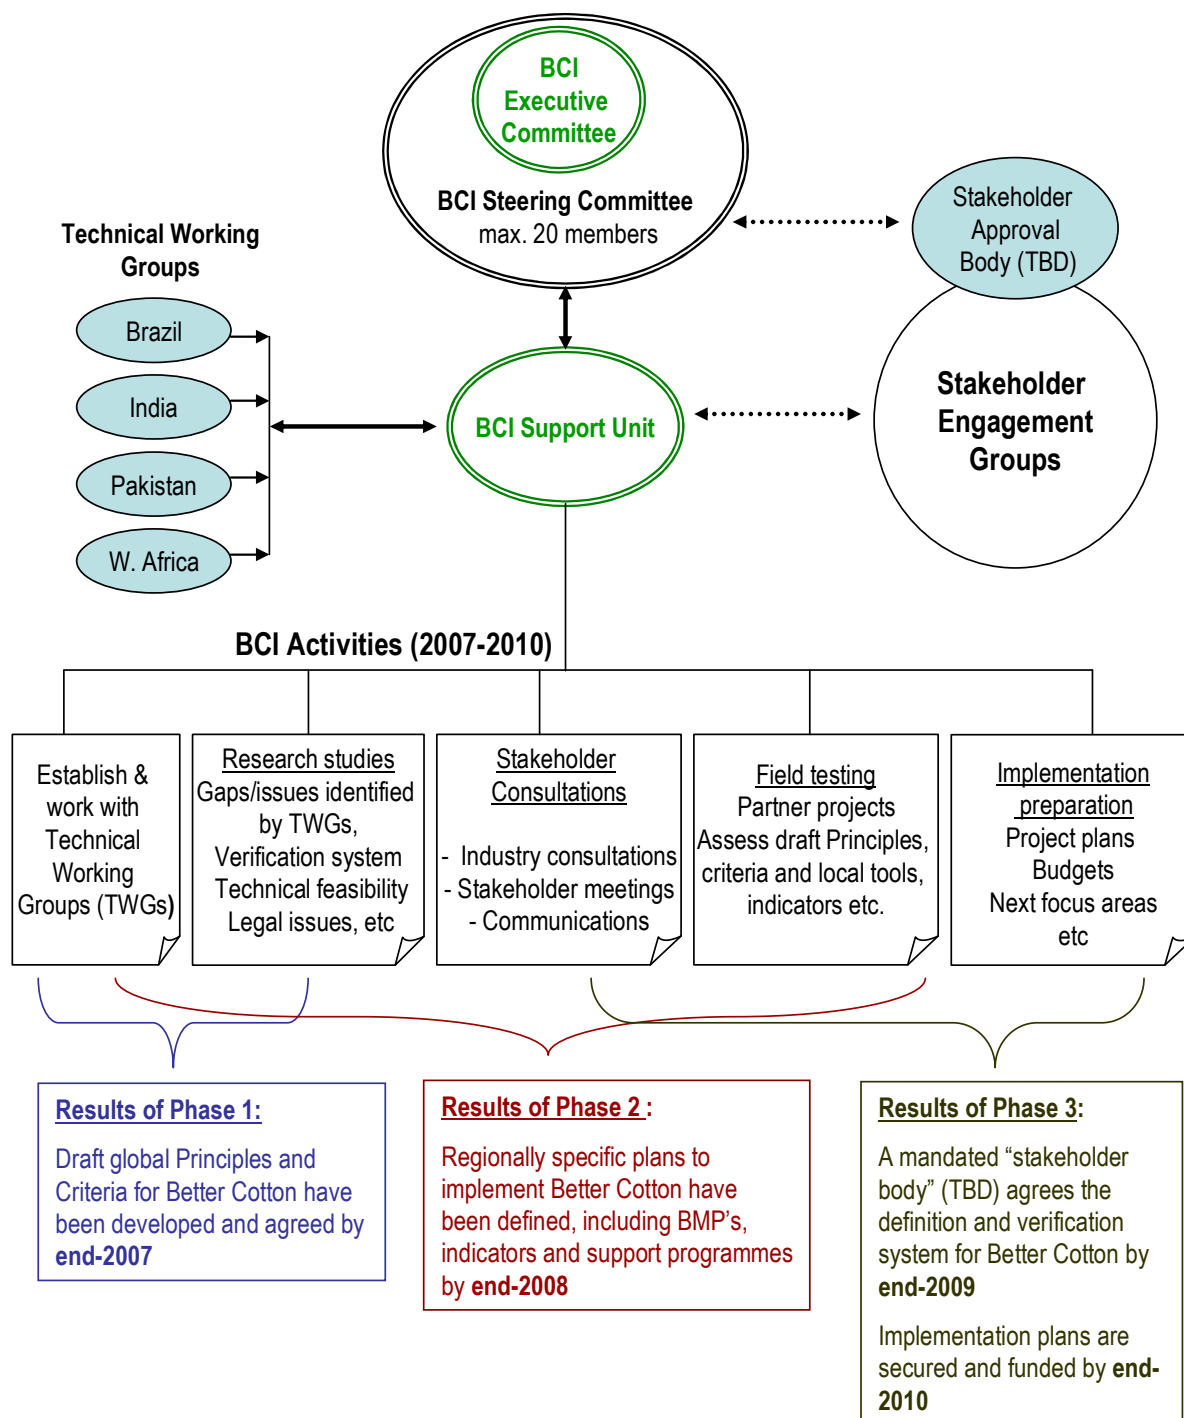 BCI
Executive
Committee
BCI Steering Committee
max. 20 members
Stakeholder
Approval
Body (TBD)
Technical Working
Groups
Brazil
India
Pakistan
W. Africa
BCI Support Unit
Stakeholder
Engagement
Groups
BCI Activities (2007-2010)
Establish &
work with
Technical
Working
Groups (TWGs)
Research studies
Gaps/issues identified
by TWGs,
Verification system
Technical feasibility
Legal issues, etc
Stakeholder
Consultations
- Industry consultations
- Stakeholder meetings
- Communications
Field testing
Partner projects
Assess draft Principles,
criteria and local tools,
indicators etc.
Implementation
preparation
Project plans
Budgets
Next focus areas
etc
Results of Phase 1:
Draft global Principles and
Criteria for Better Cotton have
been developed and agreed by
end-2007
Results of Phase 2 :
Regionally specific plans to
implement Better Cotton have
been defined, including BMP's,
indicators and support programmes
by end-2008
Results of Phase 3:
A mandated “stakeholder
body” (TBD) agrees the
definition and verification
system for Better Cotton by
end-2009
Implementation plans are
secured and funded by end-
2010